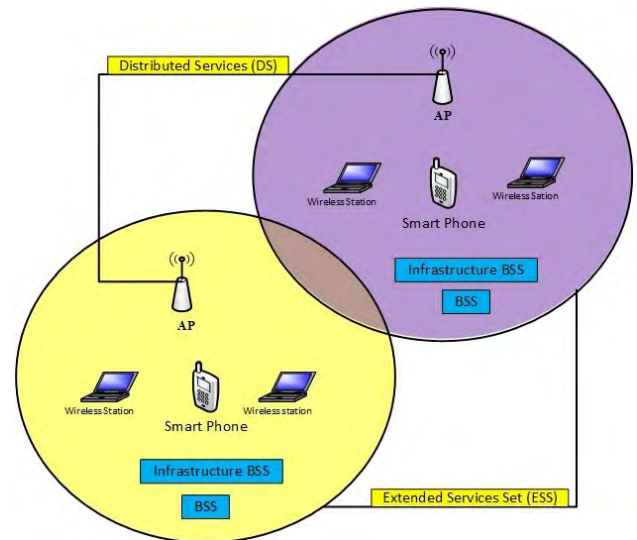 Distributed Services (DS)
AP
Wireless Station
Wireless Sation
Smart Phone
Infrastructure BSS
BSS
AP
Wireless Station
Wireless station
Smart Phone
Infrastructure BSS
BSS
Extended Services Set (ESS)